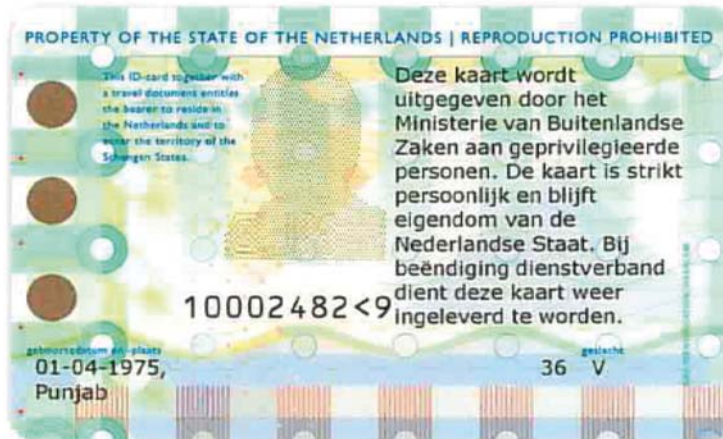 PROPERTY OF THE STATE OF THE NETHERLANDS | REPRODUCTION PROHIBITED
This ID-card together with
a travel document entitles
the bearer to reside in
the Netherlands and to
enter the territory of the
Schengen States.
Deze kaart wordt
uitgegeven door het
Ministerie van Buitenlandse
Zaken aan geprivilegieerde
personen. De kaart is strikt
persoonlijk en blijft
eigendom van de
Nederlandse Staat. Bij
beëndiging dienstverband
dient deze kaart weer
ingeleverd te worden.
10002482<9
geboortedatum en -plaats
01-04-1975,
Punjab
geslacht
36 V